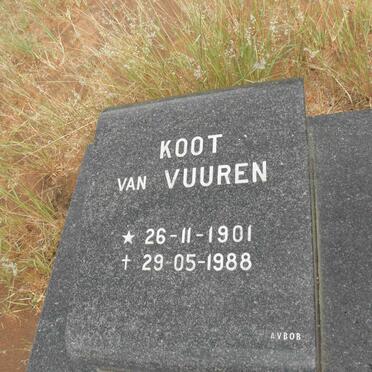 KOOT
VAN VUUREN
★ 26-11-1901
† 29-05-1988
AVBOB